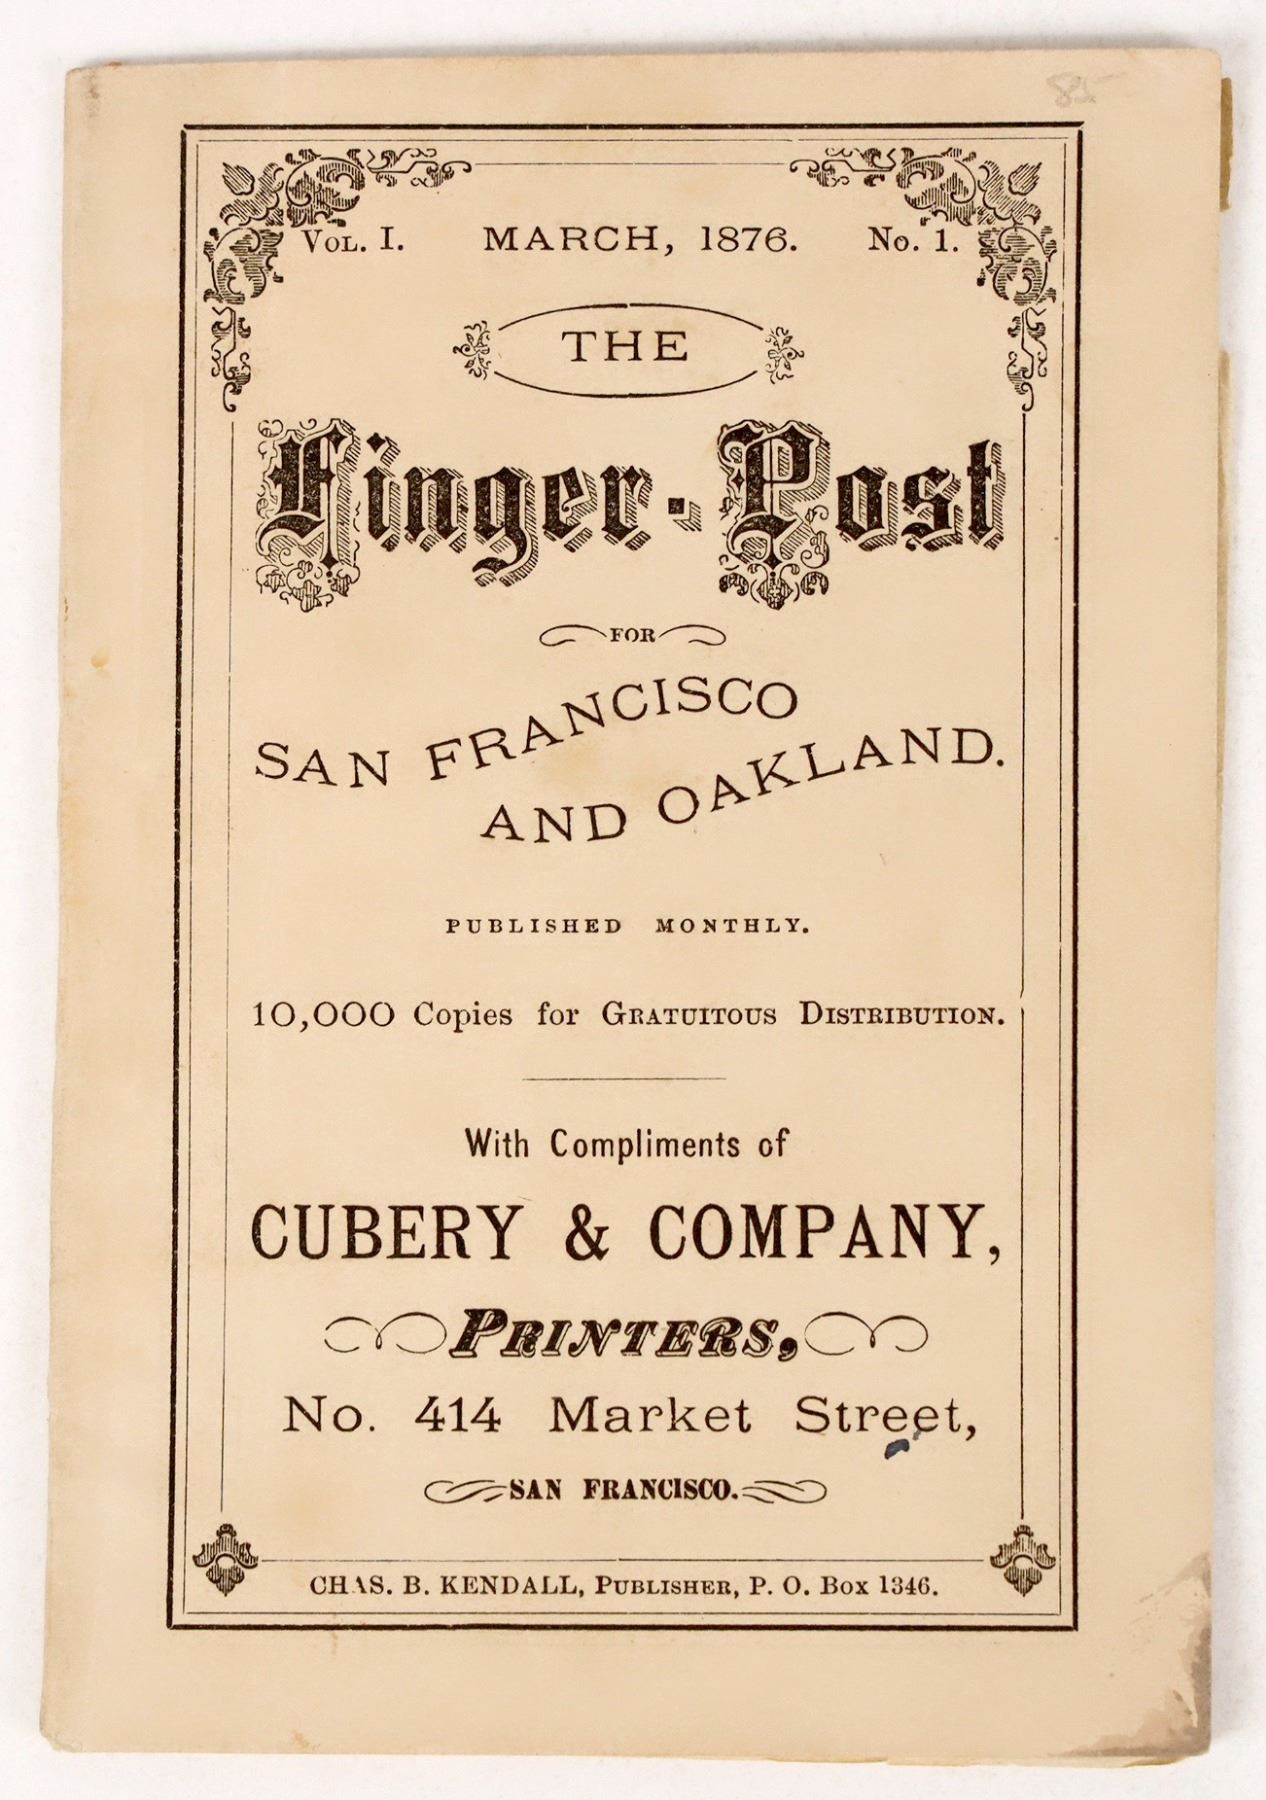 85
VOL. I. MARCH, 1876. No. 1.
THE
Finger-Post
FOR
SAN FRANCISCO
AND OAKLAND.
PUBLISHED MONTHLY.
10,000 Copies for GRATUITOUS DISTRIBUTION.
With Compliments of
CUBERY & COMPANY,
PRINTERS,
No. 414 Market Street,
SAN FRANCISCO.
CHAS. B. KENDALL, PUBLISHER, P. O. Box 1346.